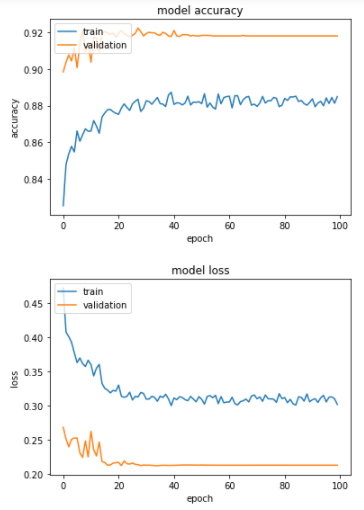 model accuracy
train
validation
0.92
0.90
0.88
0.86
0.84
accuracy
0 20 40 60 80 100
epoch
model loss
train
validation
0.45
0.40
0.35
0.30
0.25
0.20
loss
0 20 40 60 80 100
epoch